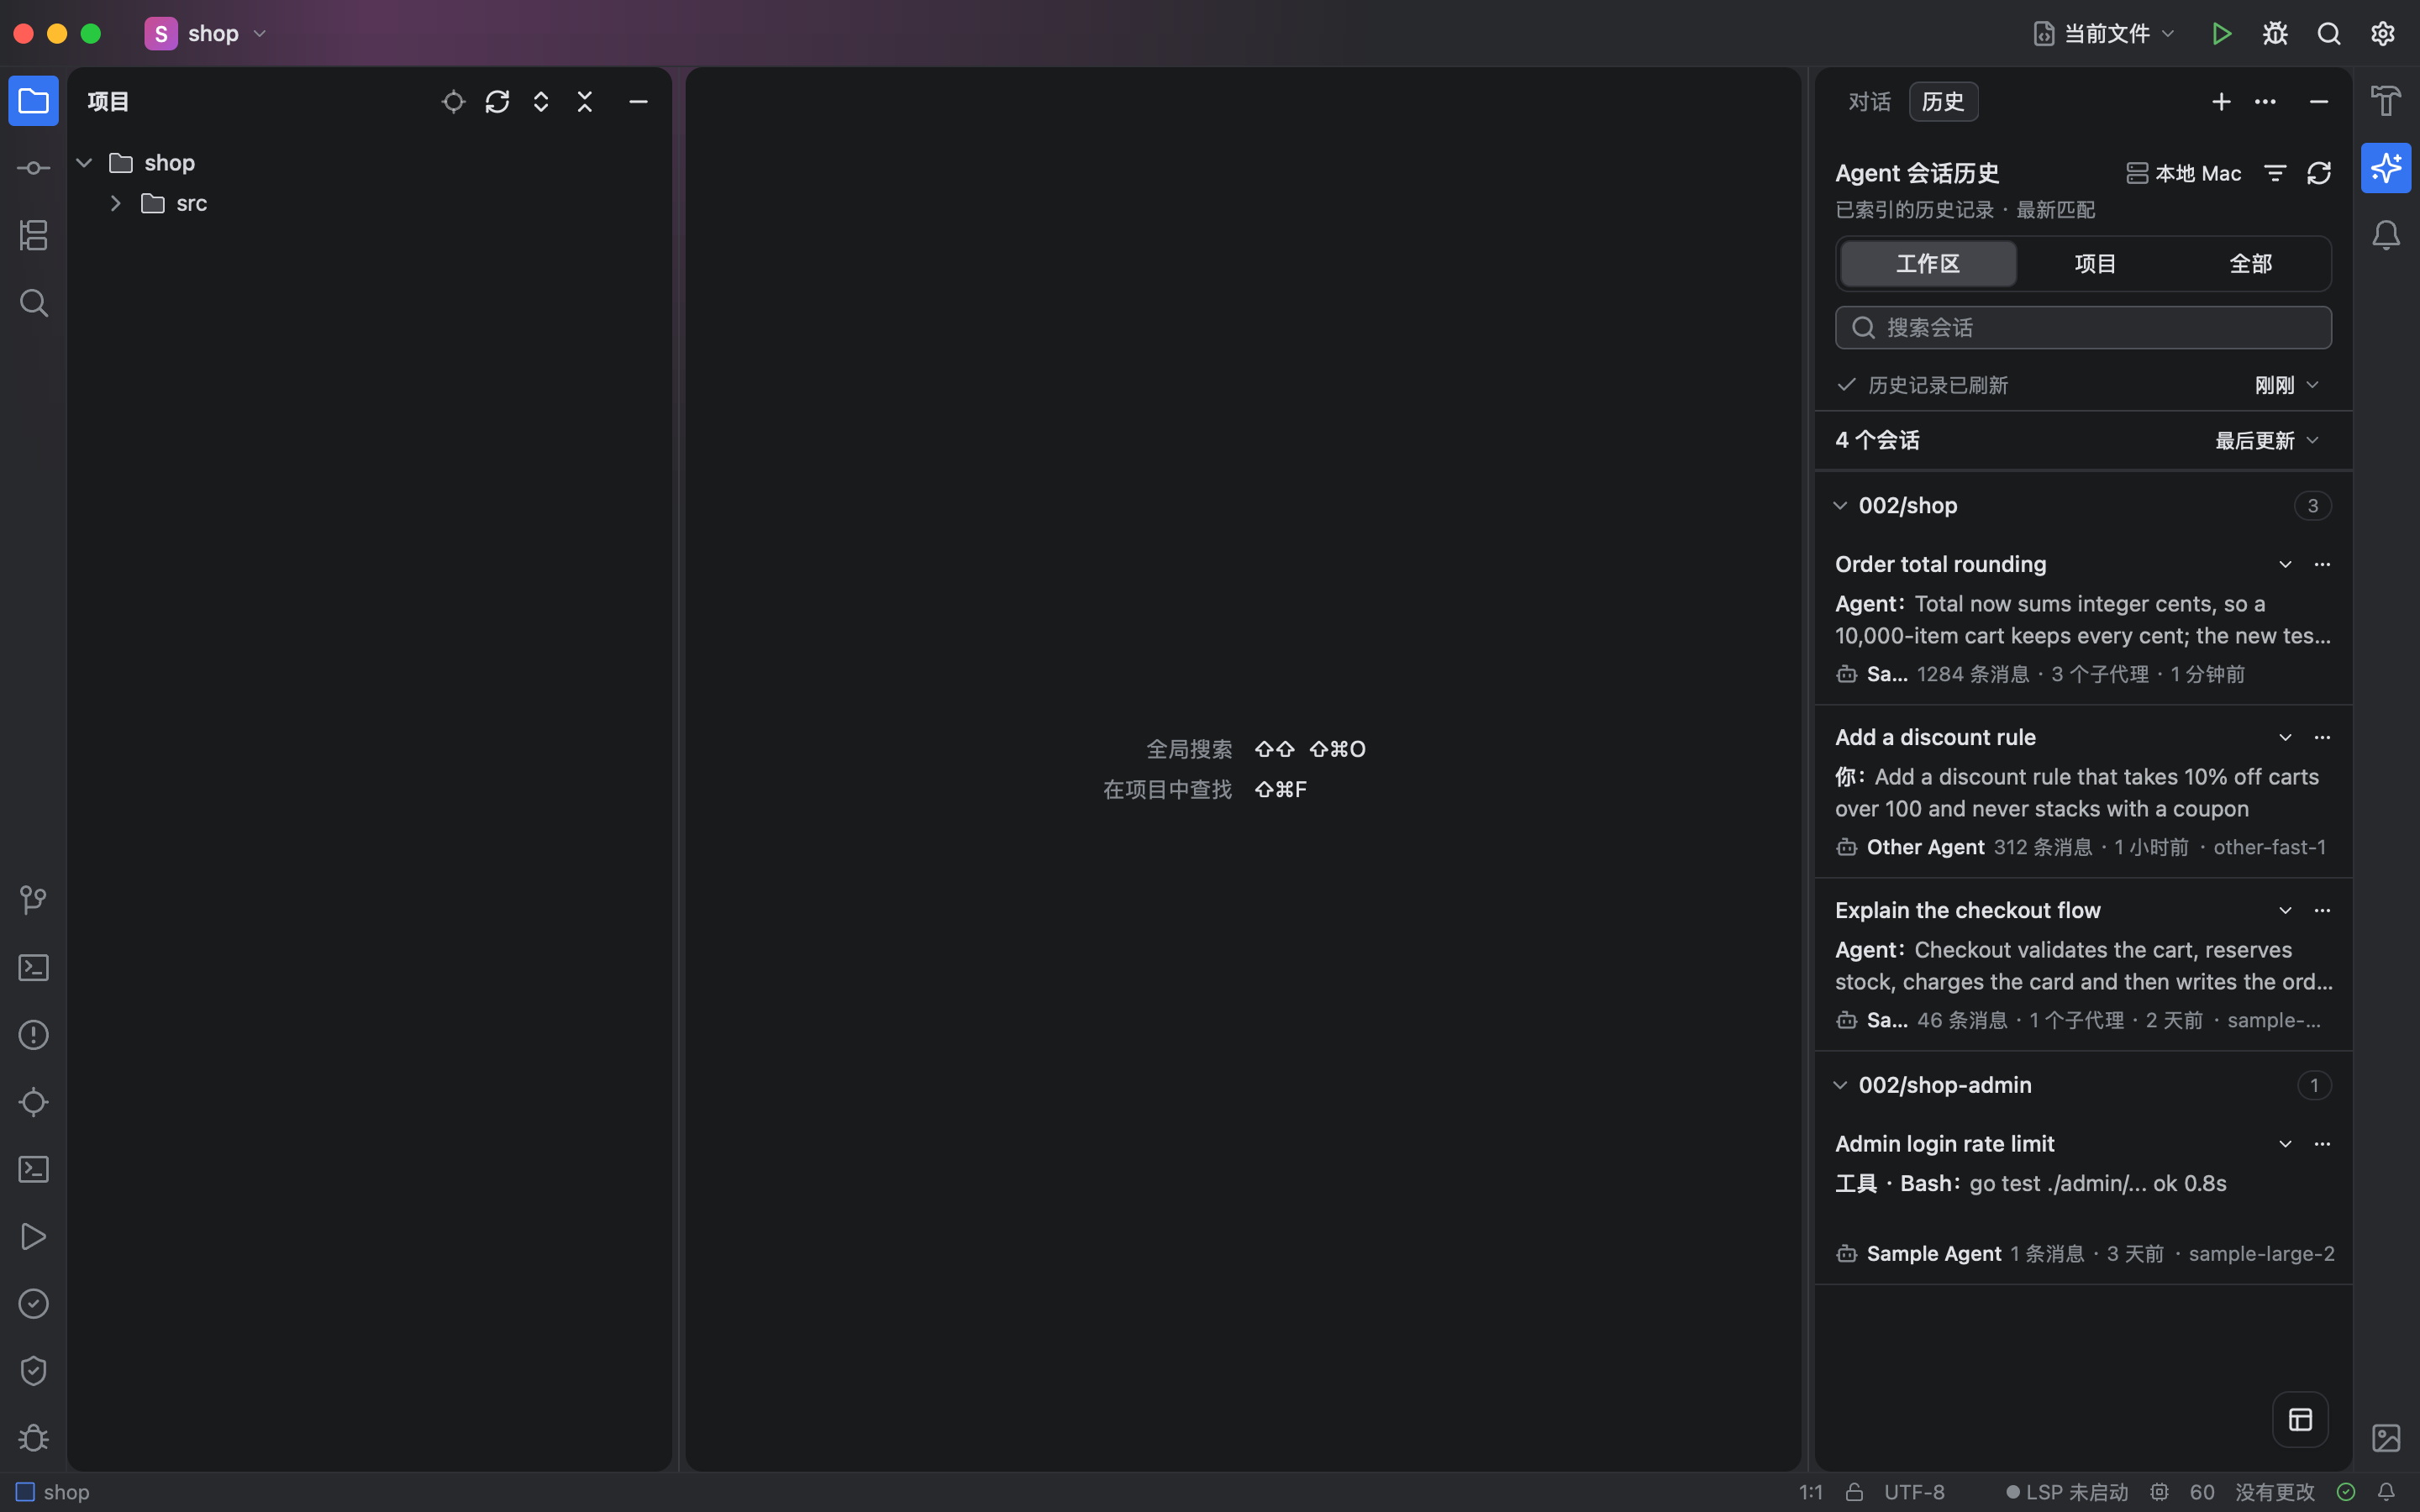 S shop
当前文件
项目
shop
src
全局搜索 ⇧⇧ ⇧⌘O
在项目中查找 ⇧⌘F
对话 历史
Agent 会话历史 本地 Mac
已索引的历史记录 · 最新匹配
工作区 项目 全部
搜索会话
历史记录已刷新 刚刚
4 个会话 最后更新
002/shop 3
Order total rounding
Agent: Total now sums integer cents, so a
10,000-item cart keeps every cent; the new tes...
Sa... 1284 条消息 · 3 个子代理 · 1 分钟前
Add a discount rule
你: Add a discount rule that takes 10% off carts
over 100 and never stacks with a coupon
Other Agent 312 条消息 · 1 小时前 · other-fast-1
Explain the checkout flow
Agent: Checkout validates the cart, reserves
stock, charges the card and then writes the ord...
Sa... 46 条消息 · 1 个子代理 · 2 天前 · sample-...
002/shop-admin 1
Admin login rate limit
工具 · Bash: go test ./admin/... ok 0.8s
Sample Agent 1 条消息 · 3 天前 · sample-large-2
shop
1:1 UTF-8 LSP 未启动 60 没有更改